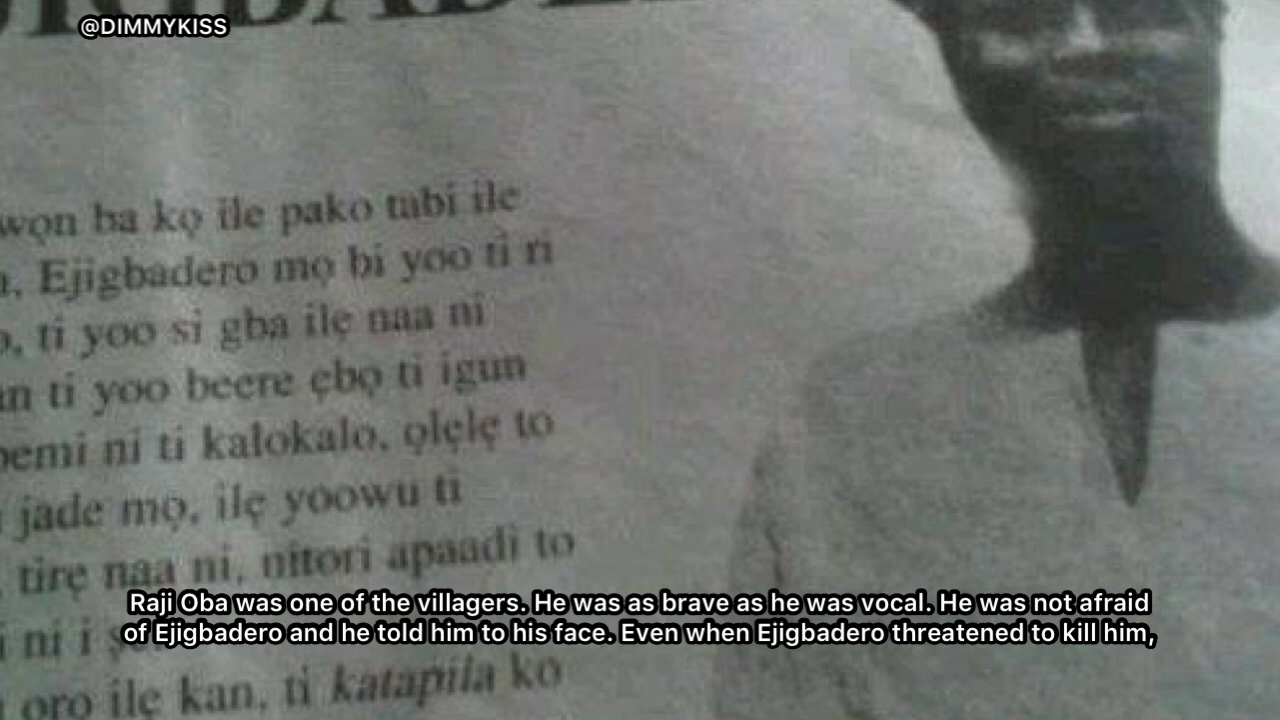 @DIMMYKISS
wọn ba kọ ile pako tabi ile
Ejigbadero mọ bi yoo ti ri
ti yoo si gba ilẹ naa ni
ti yoo beere ẹbọ ti igun
ni ti kalokalo, ọlẹlẹ to
jade mọ, ilẹ yoowu ti
tirẹ naa ni, nitori apaadi to
Raji Oba was one of the villagers. He was as brave as he was vocal. He was not afraid
of Ejigbadero and he told him to his face. Even when Ejigbadero threatened to kill him,
ni i
oro ilẹ kan, ti katapila ko